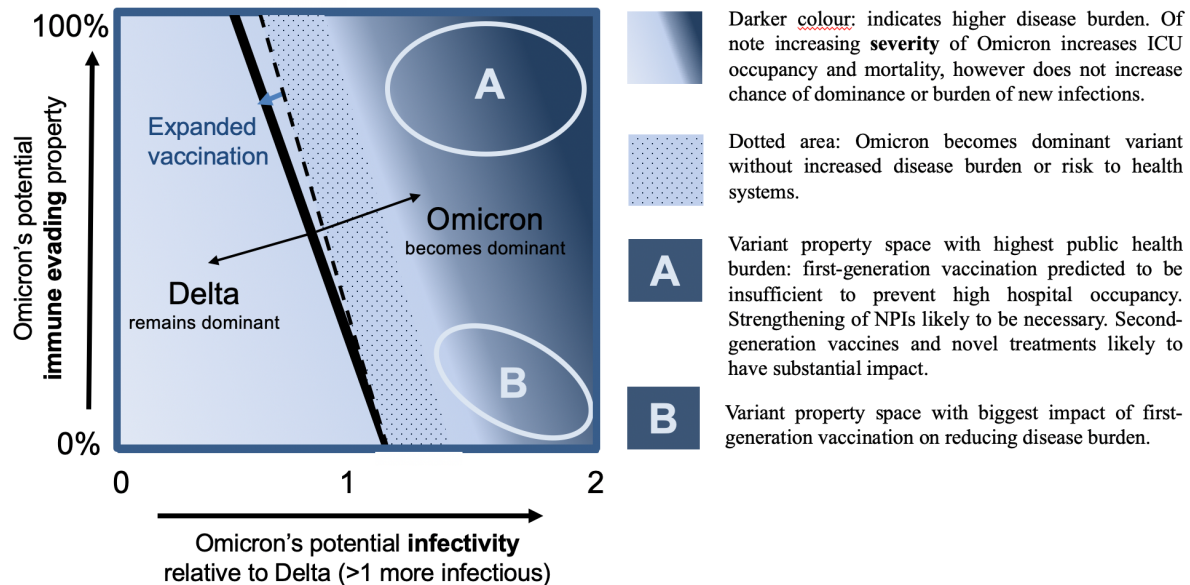 100%
Omicron's potential
immune evading property
0%
Expanded
vaccination
A
Omicron
becomes dominant
Delta
remains dominant
B
0
1
2
Omicron's potential infectivity
relative to Delta (>1 more infectious)
Darker colour: indicates higher disease burden. Of
note increasing severity of Omicron increases ICU
occupancy and mortality, however does not increase
chance of dominance or burden of new infections.
Dotted area: Omicron becomes dominant variant
without increased disease burden or risk to health
systems.
A
Variant property space with highest public health
burden: first-generation vaccination predicted to be
insufficient to prevent high hospital occupancy.
Strengthening of NPIs likely to be necessary. Second-
generation vaccines and novel treatments likely to
have substantial impact.
B
Variant property space with biggest impact of first-
generation vaccination on reducing disease burden.